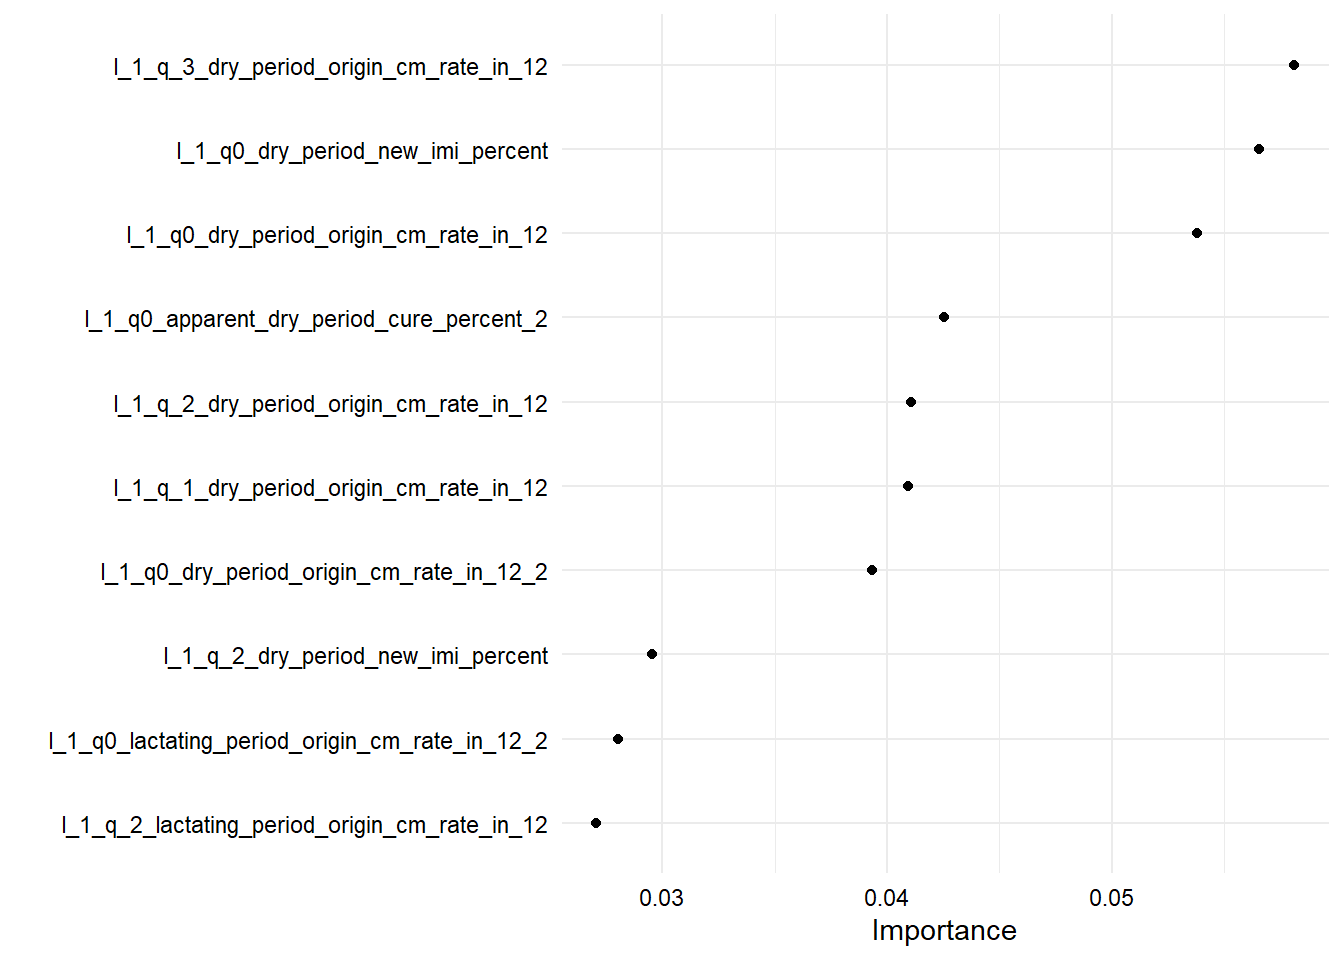 l_1_q_3_dry_period_origin_cm_rate_in_12
l_1_q0_dry_period_new_imi_percent
l_1_q0_dry_period_origin_cm_rate_in_12
l_1_q0_apparent_dry_period_cure_percent_2
l_1_q_2_dry_period_origin_cm_rate_in_12
l_1_q_1_dry_period_origin_cm_rate_in_12
l_1_q0_dry_period_origin_cm_rate_in_12_2
l_1_q_2_dry_period_new_imi_percent
l_1_q0_lactating_period_origin_cm_rate_in_12_2
l_1_q_2_lactating_period_origin_cm_rate_in_12
0.03 0.04 0.05
Importance